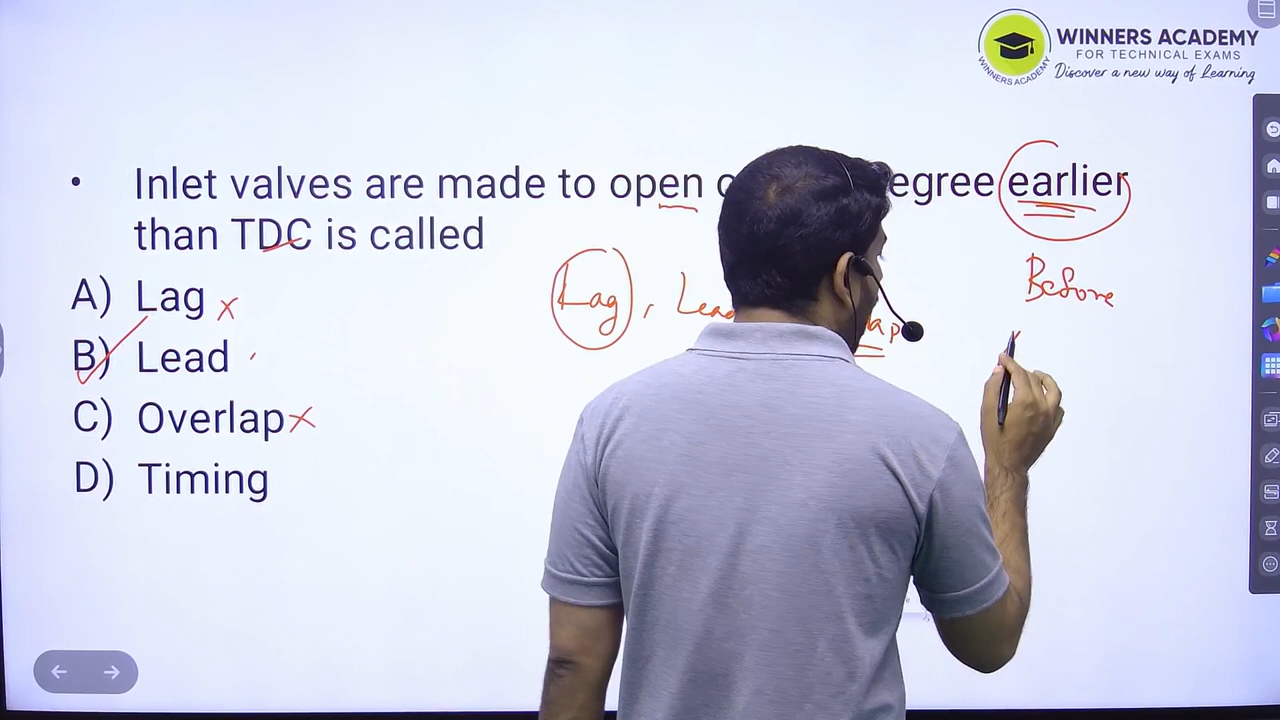 WINNERS ACADEMY
FOR TECHNICAL EXAMS
Discover a new way of Learning
WINNERS ACADEMY
• Inlet valves are made to open egree earlier
than TDC is called
A) Lag x
B) Lead
C) Overlap x
D) Timing
Lag, Lead
Before